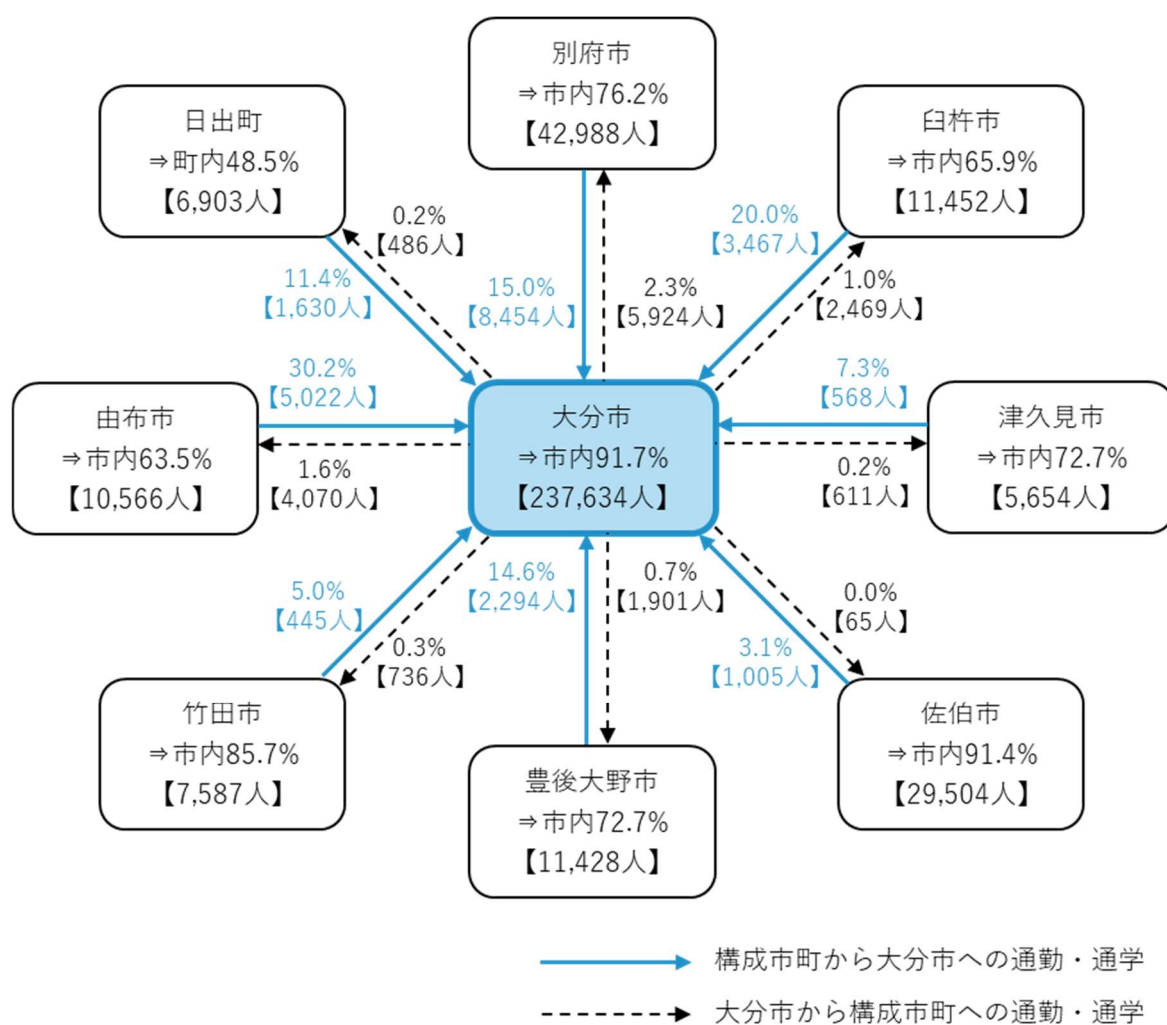 別府市
⇒市内76.2%
【42,988人】
日出町
⇒町内48.5%
【6,903人】
臼杵市
⇒市内65.9%
【11,452人】
0.2%
【486人】
11.4%
【1,630人】
15.0%
【8,454人】
2.3%
【5,924人】
20.0%
【3,467人】
1.0%
【2,469人】
30.2%
【5,022人】
7.3%
【568人】
由布市
⇒市内63.5%
【10,566人】
1.6%
【4,070人】
大分市
⇒市内91.7%
【237,634人】
0.2%
【611人】
津久見市
⇒市内72.7%
【5,654人】
5.0%
【445人】
0.3%
【736人】
14.6%
【2,294人】
0.7%
【1,901人】
0.0%
【65人】
3.1%
【1,005人】
竹田市
⇒市内85.7%
【7,587人】
豊後大野市
⇒市内72.7%
【11,428人】
佐伯市
⇒市内91.4%
【29,504人】
構成市町から大分市への通勤・通学
大分市から構成市町への通勤・通学